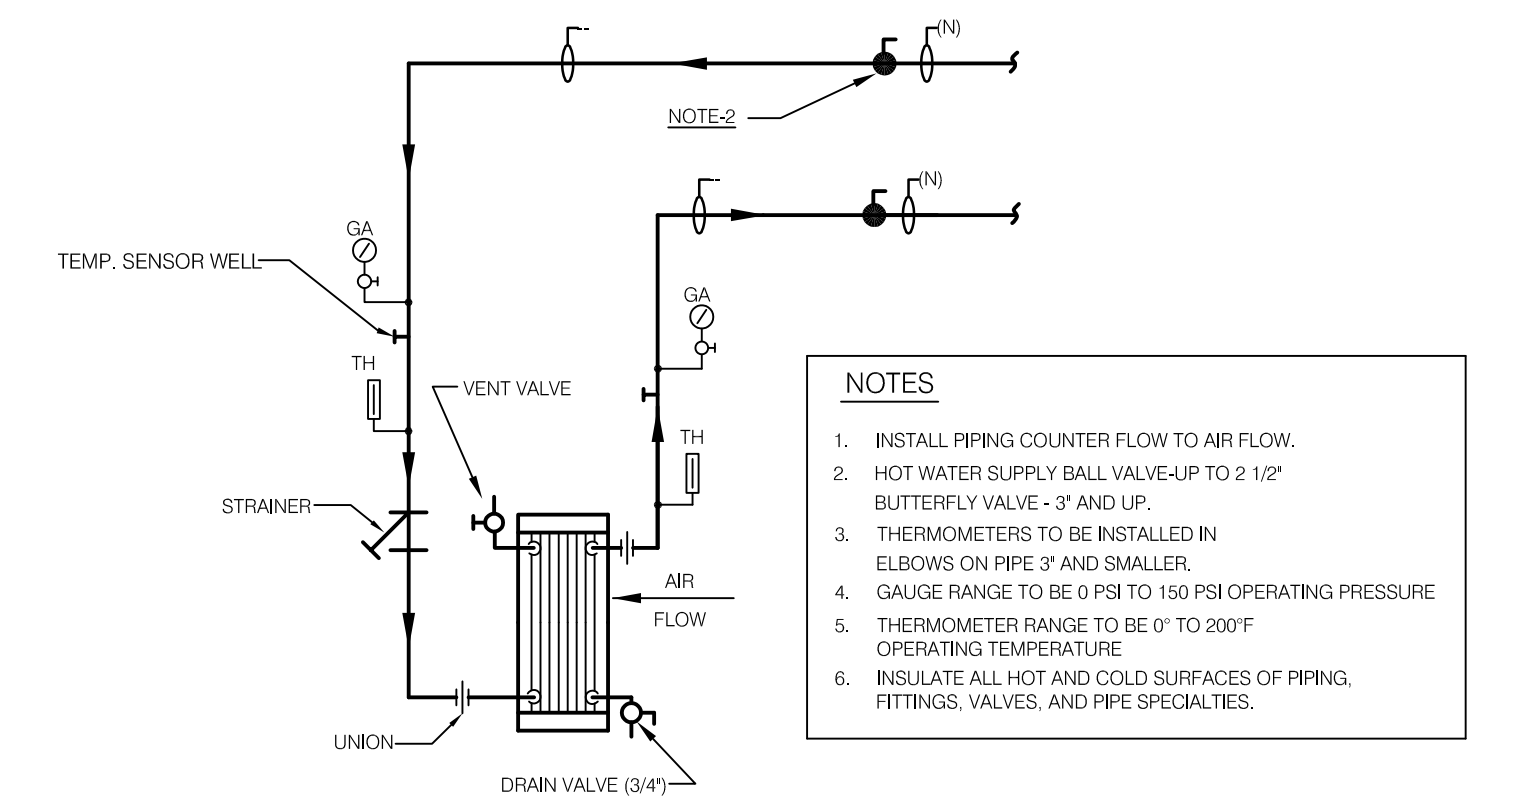 (N)
--
NOTE-2
(N)
--
GA
TEMP. SENSOR WELL
GA
TH
VENT VALVE
TH
STRAINER
AIR
FLOW
UNION
DRAIN VALVE (3/4")
NOTES
1. INSTALL PIPING COUNTER FLOW TO AIR FLOW.
2. HOT WATER SUPPLY BALL VALVE-UP TO 2 1/2"
BUTTERFLY VALVE - 3" AND UP.
3. THERMOMETERS TO BE INSTALLED IN
ELBOWS ON PIPE 3" AND SMALLER.
4. GAUGE RANGE TO BE 0 PSI TO 150 PSI OPERATING PRESSURE
5. THERMOMETER RANGE TO BE 0° TO 200°F
OPERATING TEMPERATURE
6. INSULATE ALL HOT AND COLD SURFACES OF PIPING,
FITTINGS, VALVES, AND PIPE SPECIALTIES.